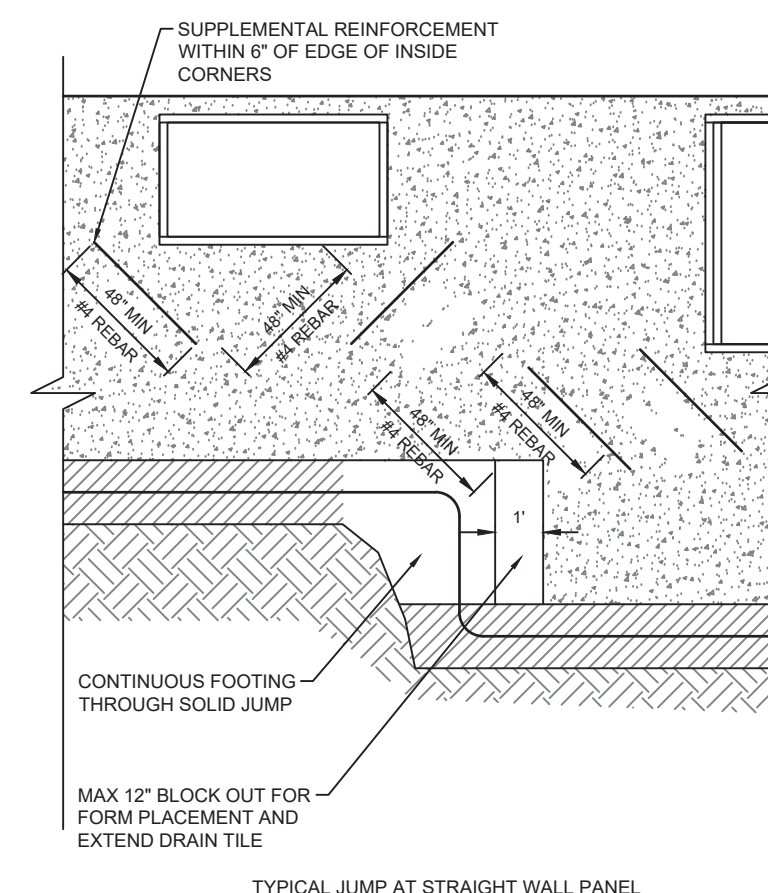 SUPPLEMENTAL REINFORCEMENT
WITHIN 6" OF EDGE OF INSIDE
CORNERS
48" MIN
#4 REBAR
48" MIN
#4 REBAR
48" MIN
#4 REBAR
48" MIN
#4 REBAR
1'
CONTINUOUS FOOTING
THROUGH SOLID JUMP
MAX 12" BLOCK OUT FOR
FORM PLACEMENT AND
EXTEND DRAIN TILE
TYPICAL JUMP AT STRAIGHT WALL PANEL